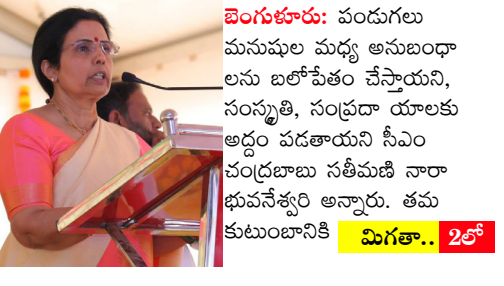 బెంగుళూరు: పండుగలు
మనుషుల మధ్య అనుబంధా
లను బలోపేతం చేస్తాయని,
సంస్కృతి, సంప్రదా యాలకు
అద్దం పడతాయని సీఎం
చంద్రబాబు సతీమణి నారా
భువనేశ్వరి అన్నారు. తమ
కుటుంబానికి మిగతా.. 2లో